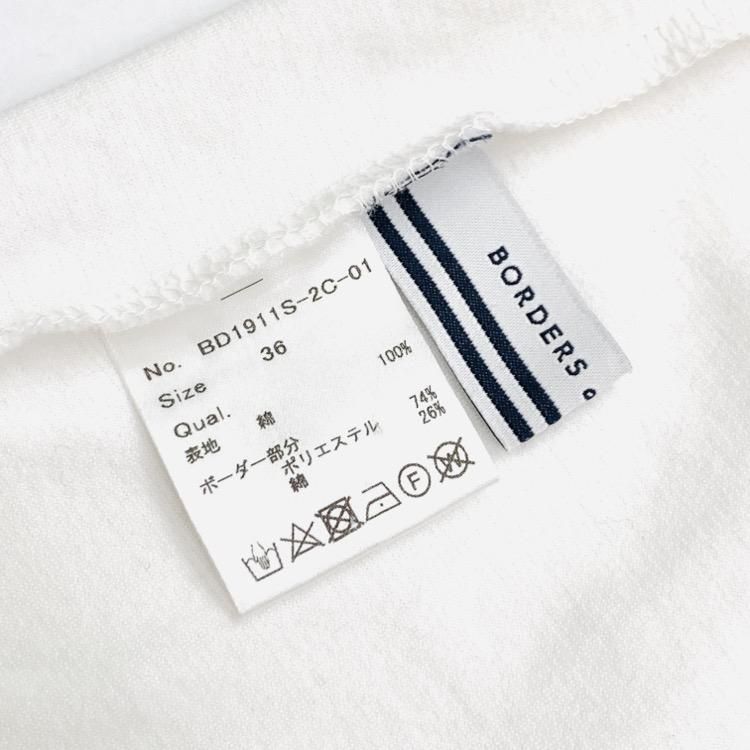 No. BD1911S-2C-01
Size 36
Qual.
表地 綿 100%
ボーダー部分
ポリエステル 74%
綿 26%
F
W
BORDERS